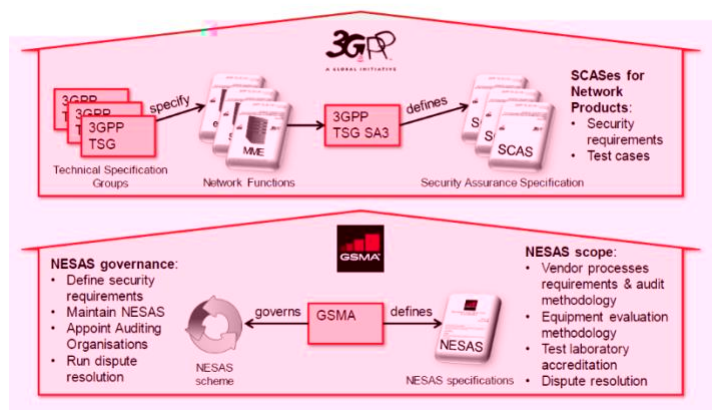 3GPP
A GLOBAL INITIATIVE
SCASes for
Network
Products:
• Security
requirements
• Test cases
3GPP
3GPP
3GPP
TSG
specify
MME
3GPP
TSG SA3
defines
SCAS
Technical Specification
Groups
Network Functions
Security Assurance Specification
GSMA
NESAS governance:
• Define security
requirements
• Maintain NESAS
• Appoint Auditing
Organisations
• Run dispute
resolution
governs
GSMA
defines
NESAS
NESAS
scheme
NESAS specifications
NESAS scope:
• Vendor processes
requirements & audit
methodology
• Equipment evaluation
methodology
• Test laboratory
accreditation
• Dispute resolution